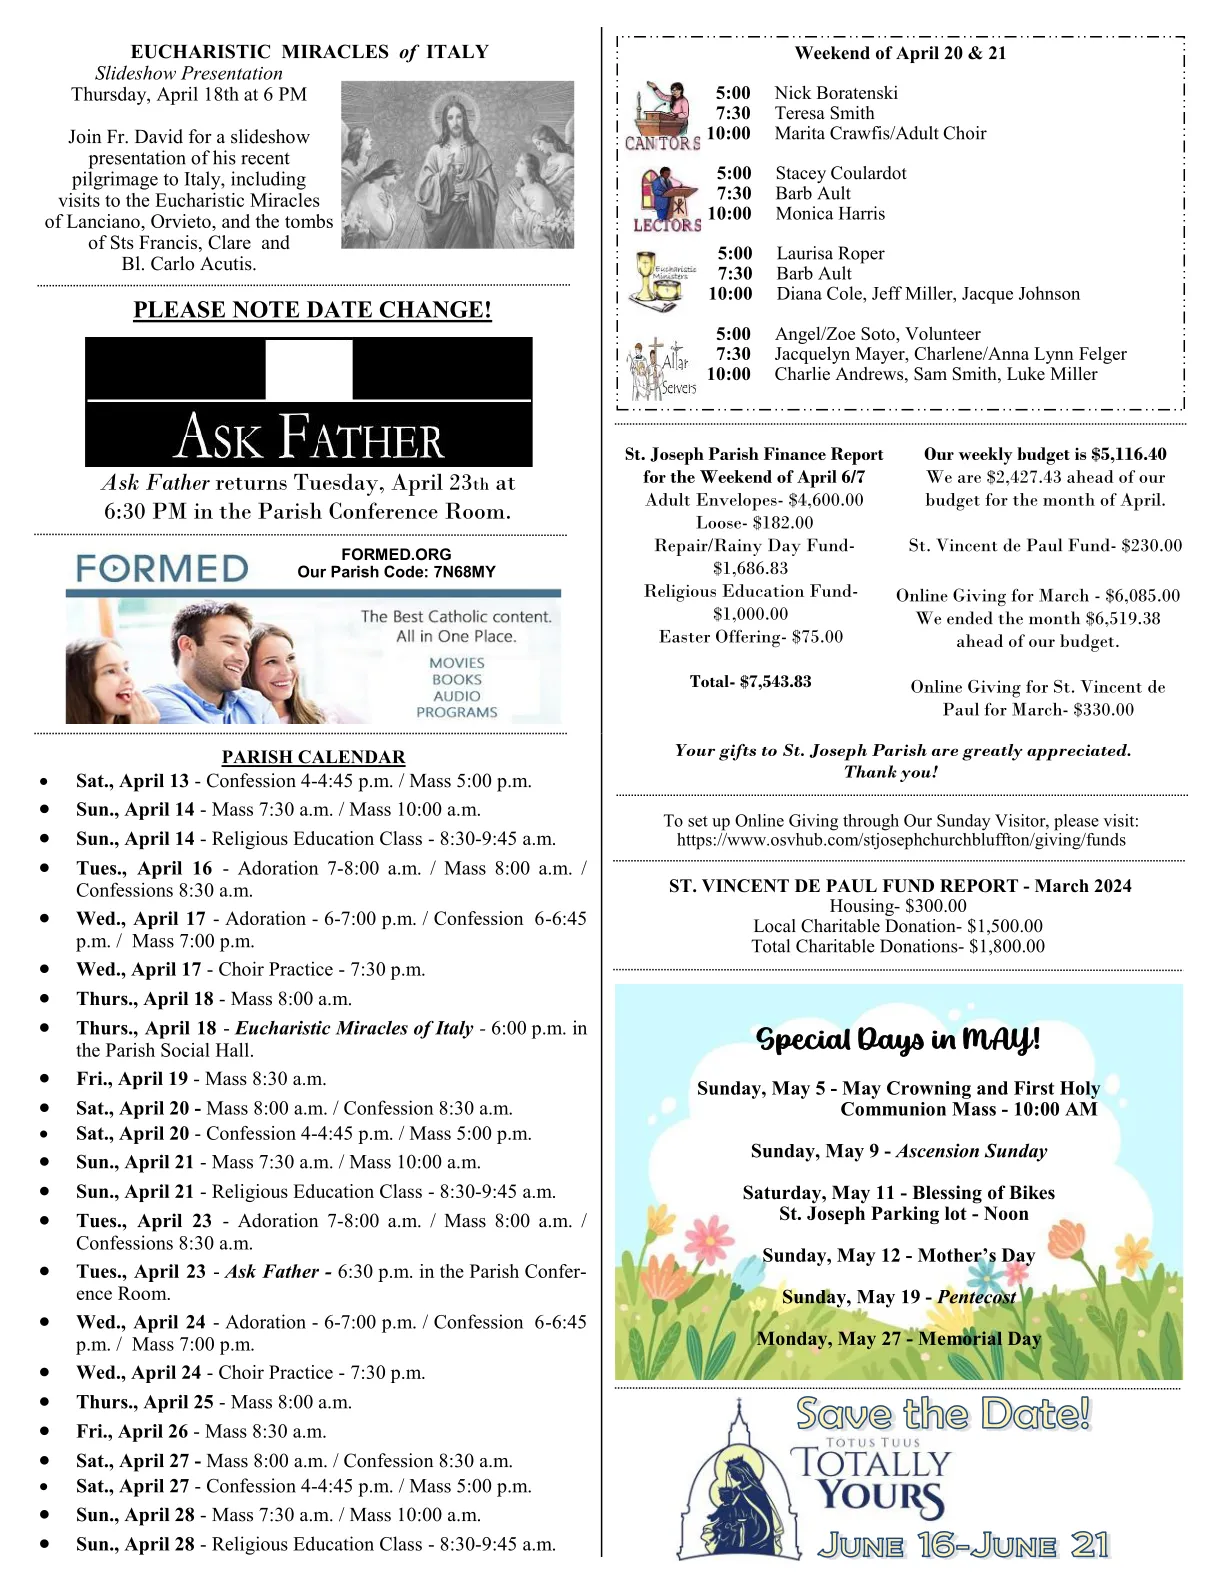 EUCHARISTIC MIRACLES of ITALY
Slideshow Presentation
Thursday, April 18th at 6 PM
Join Fr. David for a slideshow
presentation of his recent
pilgrimage to Italy, including
visits to the Eucharistic Miracles
of Lanciano, Orvieto, and the tombs
of Sts Francis, Clare and
Bl. Carlo Acutis.
PLEASE NOTE DATE CHANGE!
ASK FATHER
Ask Father returns Tuesday, April 23th at
6:30 PM in the Parish Conference Room.
FORMED
FORMED.ORG
Our Parish Code: 7N68MY
The Best Catholic content.
All in One Place.
MOVIES
BOOKS
AUDIO
PROGRAMS
PARISH CALENDAR
• Sat., April 13 - Confession 4-4:45 p.m. / Mass 5:00 p.m.
• Sun., April 14 - Mass 7:30 a.m. / Mass 10:00 a.m.
• Sun., April 14 - Religious Education Class - 8:30-9:45 a.m.
• Tues., April 16 - Adoration 7-8:00 a.m. / Mass 8:00 a.m. /
Confessions 8:30 a.m.
• Wed., April 17 - Adoration - 6-7:00 p.m. / Confession 6-6:45
p.m. / Mass 7:00 p.m.
• Wed., April 17 - Choir Practice - 7:30 p.m.
• Thurs., April 18 - Mass 8:00 a.m.
• Thurs., April 18 - Eucharistic Miracles of Italy - 6:00 p.m. in
the Parish Social Hall.
• Fri., April 19 - Mass 8:30 a.m.
• Sat., April 20 - Mass 8:00 a.m. / Confession 8:30 a.m.
• Sat., April 20 - Confession 4-4:45 p.m. / Mass 5:00 p.m.
• Sun., April 21 - Mass 7:30 a.m. / Mass 10:00 a.m.
• Sun., April 21 - Religious Education Class - 8:30-9:45 a.m.
• Tues., April 23 - Adoration 7-8:00 a.m. / Mass 8:00 a.m. /
Confessions 8:30 a.m.
• Tues., April 23 - Ask Father - 6:30 p.m. in the Parish Confer-
ence Room.
• Wed., April 24 - Adoration - 6-7:00 p.m. / Confession 6-6:45
p.m. / Mass 7:00 p.m.
• Wed., April 24 - Choir Practice - 7:30 p.m.
• Thurs., April 25 - Mass 8:00 a.m.
• Fri., April 26 - Mass 8:30 a.m.
• Sat., April 27 - Mass 8:00 a.m. / Confession 8:30 a.m.
• Sat., April 27 - Confession 4-4:45 p.m. / Mass 5:00 p.m.
• Sun., April 28 - Mass 7:30 a.m. / Mass 10:00 a.m.
• Sun., April 28 - Religious Education Class - 8:30-9:45 a.m.
Weekend of April 20 & 21
CANTORS
5:00 Nick Boratenski
7:30 Teresa Smith
10:00 Marita Crawfis/Adult Choir
LECTORS
5:00 Stacey Coulardot
7:30 Barb Ault
10:00 Monica Harris
Eucharistic
Ministers
5:00 Laurisa Roper
7:30 Barb Ault
10:00 Diana Cole, Jeff Miller, Jacque Johnson
Altar
Servers
5:00 Angel/Zoe Soto, Volunteer
7:30 Jacquelyn Mayer, Charlene/Anna Lynn Felger
10:00 Charlie Andrews, Sam Smith, Luke Miller
St. Joseph Parish Finance Report
for the Weekend of April 6/7
Adult Envelopes- $4,600.00
Loose- $182.00
Repair/Rainy Day Fund-
$1,686.83
Religious Education Fund-
$1,000.00
Easter Offering- $75.00
Total- $7,543.83
Our weekly budget is $5,116.40
We are $2,427.43 ahead of our
budget for the month of April.
St. Vincent de Paul Fund- $230.00
Online Giving for March - $6,085.00
We ended the month $6,519.38
ahead of our budget.
Online Giving for St. Vincent de
Paul for March- $330.00
Your gifts to St. Joseph Parish are greatly appreciated.
Thank you!
To set up Online Giving through Our Sunday Visitor, please visit:
https://www.osvhub.com/stjosephchurchbluffton/giving/funds
ST. VINCENT DE PAUL FUND REPORT - March 2024
Housing- $300.00
Local Charitable Donation- $1,500.00
Total Charitable Donations- $1,800.00
Special Days in MAY!
Sunday, May 5 - May Crowning and First Holy
Communion Mass - 10:00 AM
Sunday, May 9 - Ascension Sunday
Saturday, May 11 - Blessing of Bikes
St. Joseph Parking lot - Noon
Sunday, May 12 - Mother's Day
Sunday, May 19 - Pentecost
Monday, May 27 - Memorial Day
Save the Date!
TOTUS TUUS
TOTALLY
YOURS
JUNE 16-JUNE 21